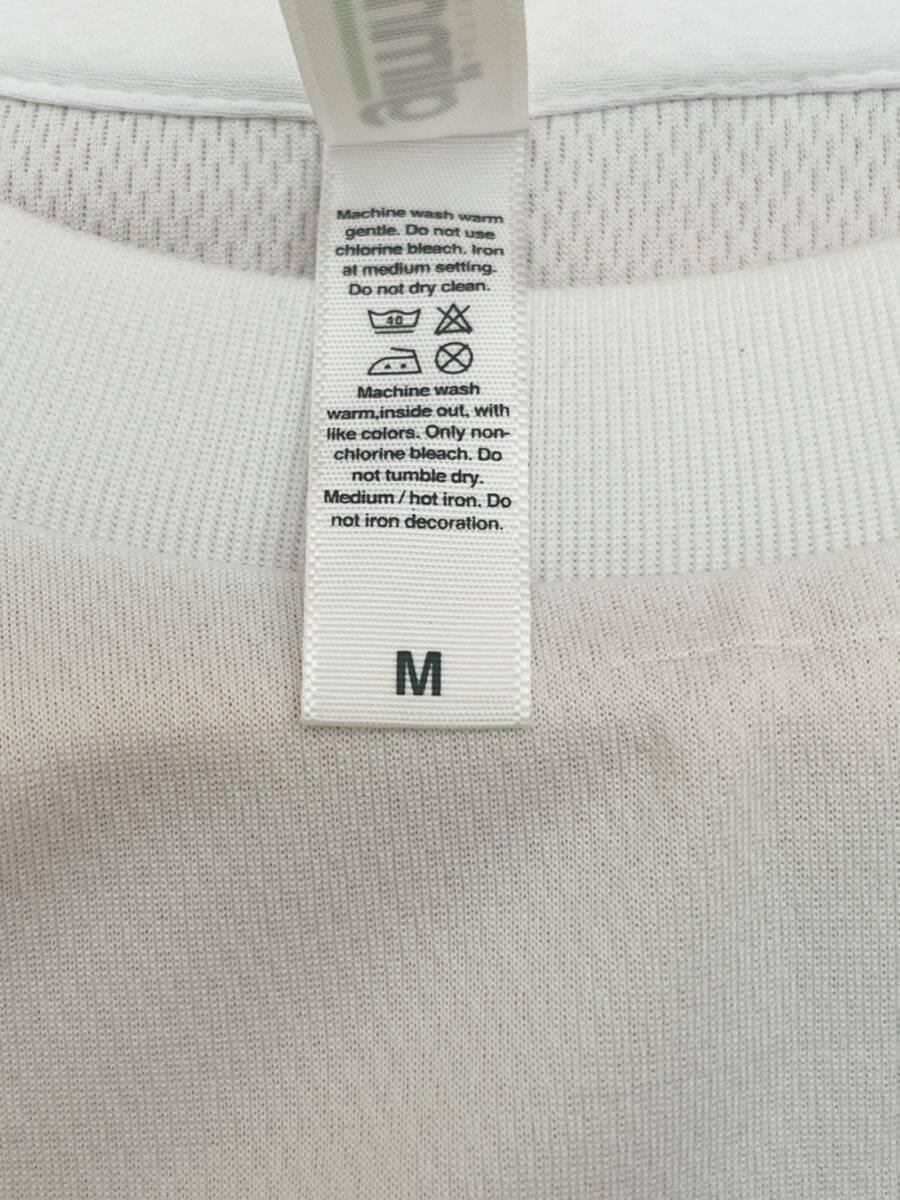 Machine wash warm
gentle. Do not use
chlorine bleach. Iron
at medium setting.
Do not dry clean.
40
Machine wash
warm,inside out, with
like colors. Only non-
chlorine bleach. Do
not tumble dry.
Medium / hot iron. Do
not iron decoration.
M